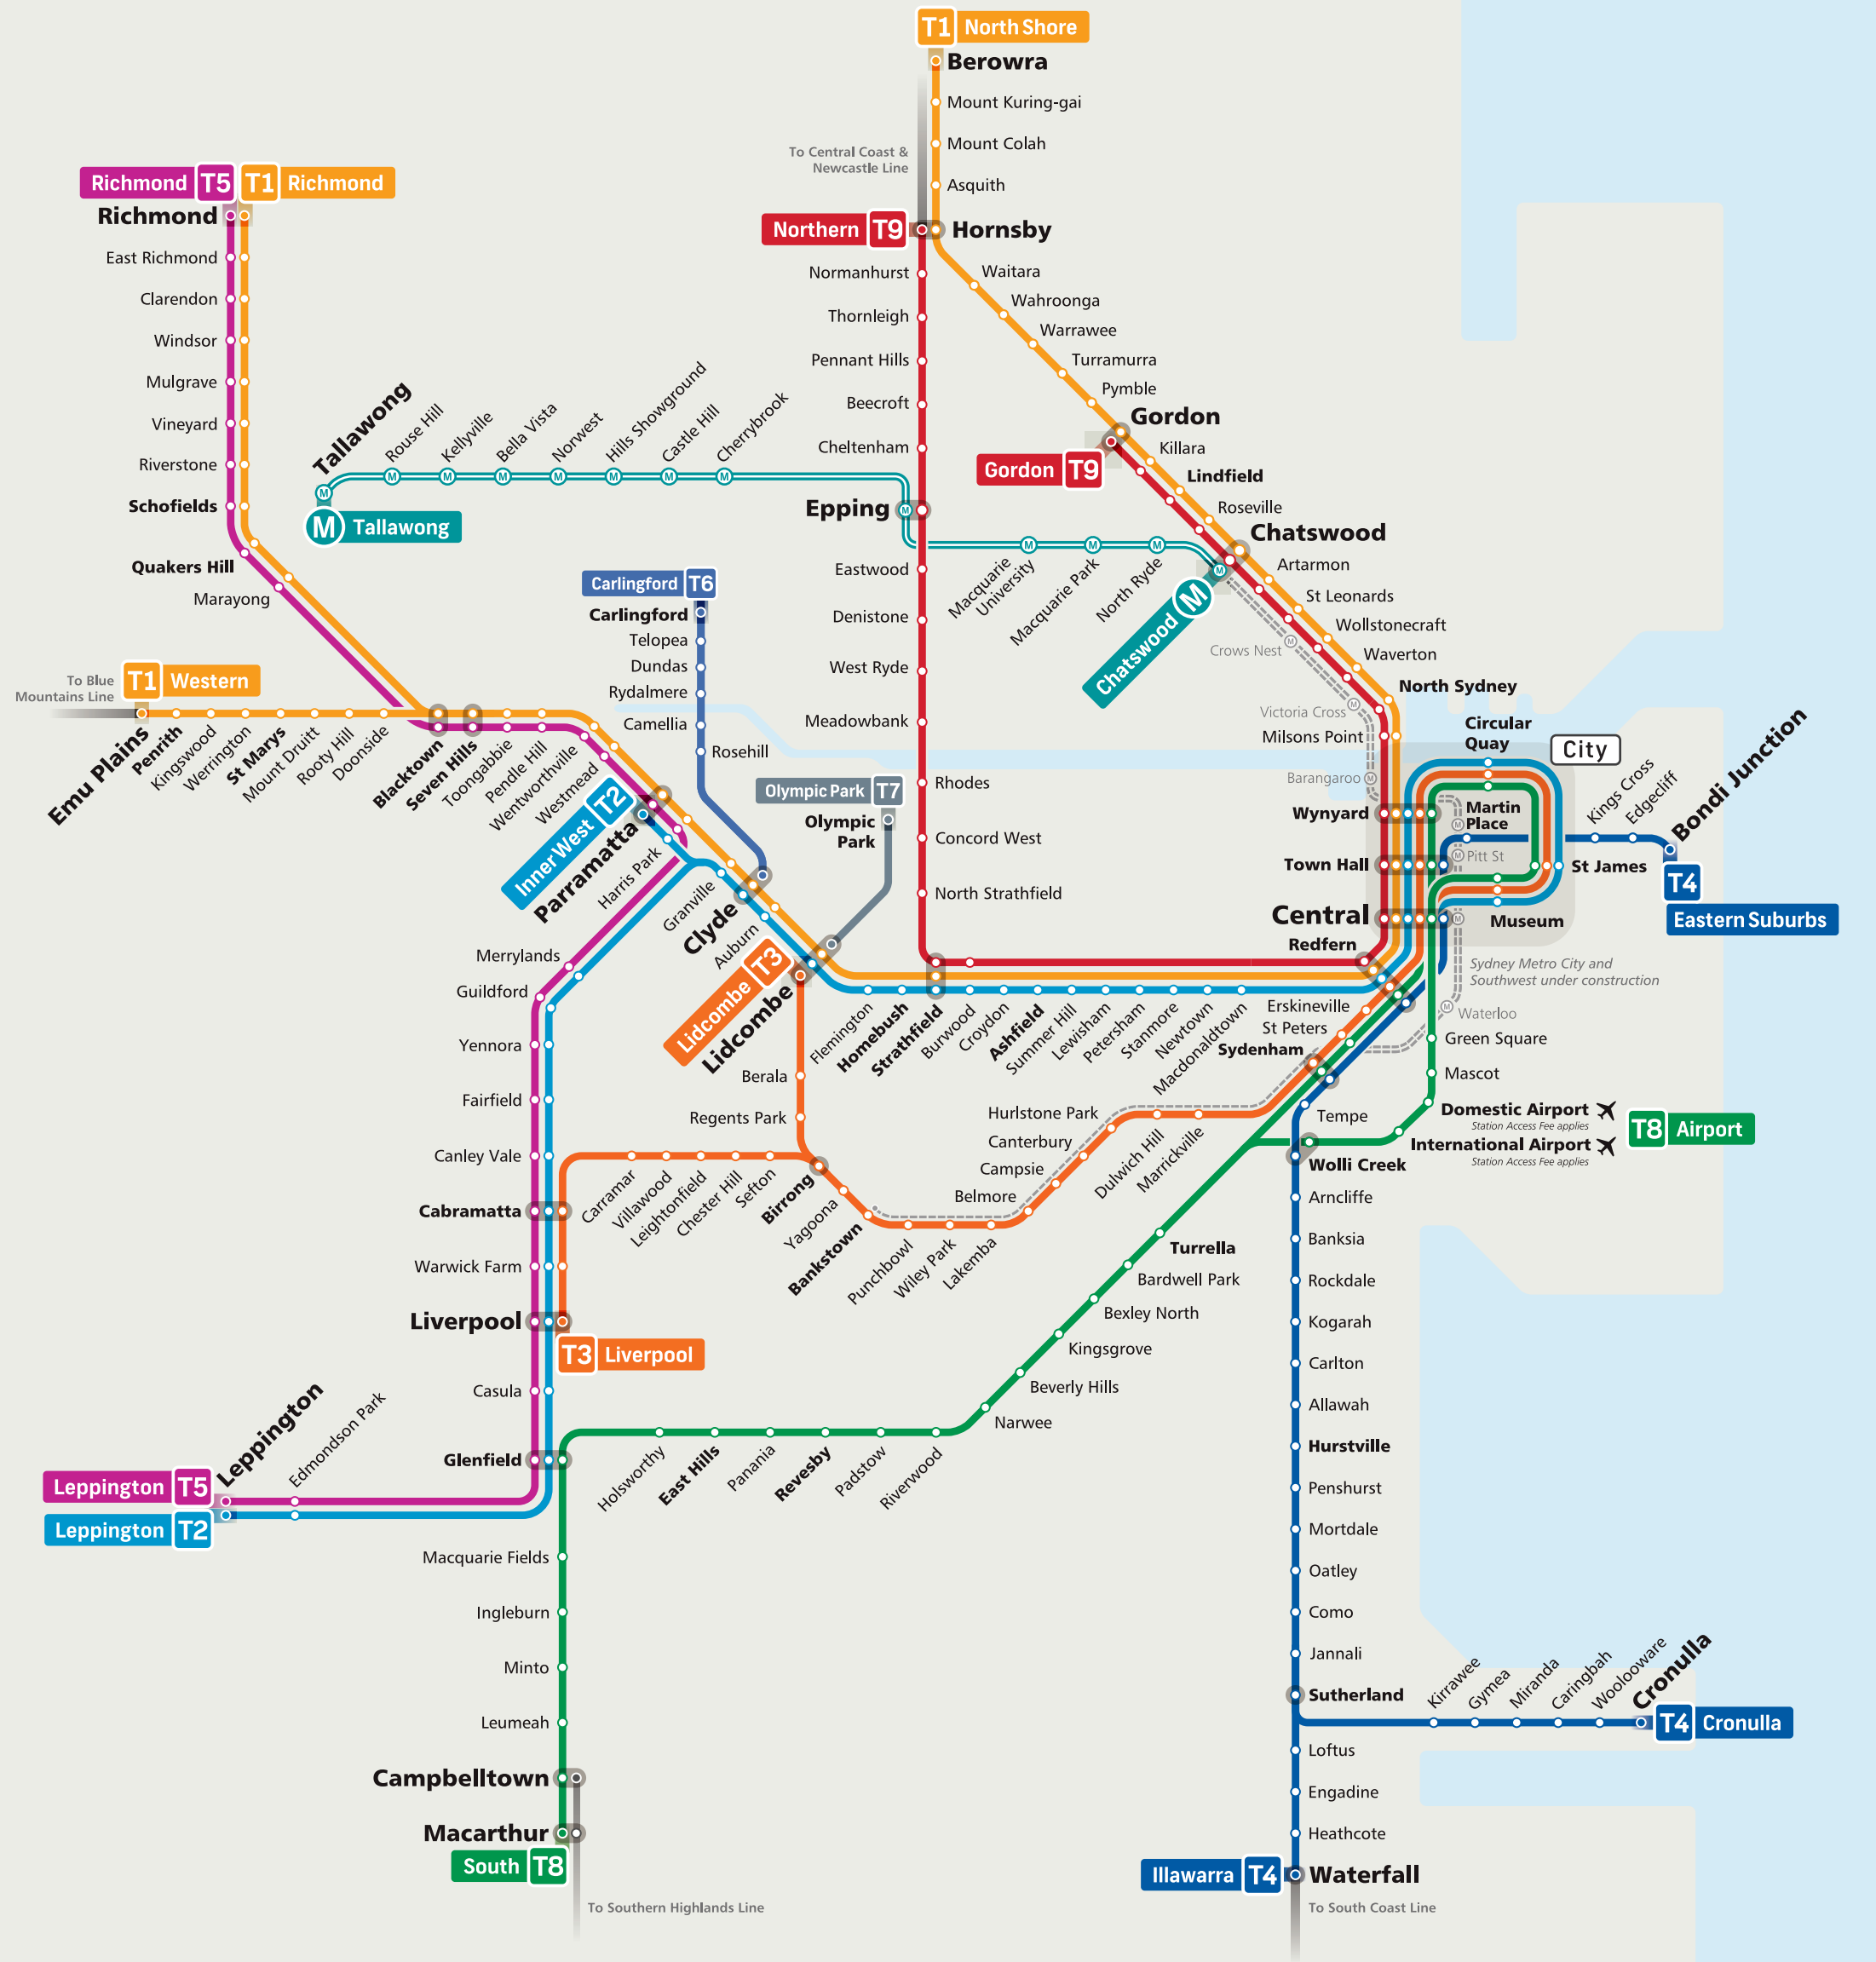 T1 North Shore
Berowra
Mount Kuring-gai
Mount Colah
Asquith
To Central Coast &
Newcastle Line
Northern T9
Hornsby
Richmond T5
T1 Richmond
Richmond
East Richmond
Clarendon
Windsor
Mulgrave
Vineyard
Riverstone
Schofields
Quakers Hill
Marayong
Normanhurst
Thornleigh
Pennant Hills
Beecroft
Cheltenham
Epping
Eastwood
Denistone
West Ryde
Meadowbank
Rhodes
Concord West
North Strathfield
Waitara
Wahroonga
Warrawee
Turramurra
Pymble
Gordon
Gordon T9
Killara
Lindfield
Roseville
Chatswood
Artarmon
St Leonards
Wollstonecraft
Waverton
North Sydney
Milsons Point
Tallawong
M Tallawong
Rouse Hill
Kellyville
Bella Vista
Norwest
Hills Showground
Castle Hill
Cherrybrook
Macquarie
University
Macquarie Park
North Ryde
Chatswood M
Crows Nest
Victoria Cross
Barangaroo
Carlingford T6
Carlingford
Telopea
Dundas
Rydalmere
Camellia
Rosehill
Olympic Park T7
Olympic
Park
To Blue
Mountains Line
T1 Western
Emu Plains
Penrith
Kingswood
Werrington
St Marys
Mount Druitt
Rooty Hill
Doonside
Blacktown
Seven Hills
Toongabbie
Pendle Hill
Wentworthville
Westmead
Inner West T2
Parramatta
Harris Park
Granville
Clyde
Auburn
Lidcombe T3
Lidcombe
Flemington
Homebush
Strathfield
Burwood
Croydon
Ashfield
Summer Hill
Lewisham
Petersham
Stanmore
Newtown
Macdonaldtown
Circular
Quay
City
Wynyard
Martin
Place
Town Hall
Pitt St
St James
Central
Museum
Redfern
Kings Cross
Edgecliff
Bondi Junction
T4
Eastern Suburbs
Sydney Metro City and
Southwest under construction
Waterloo
Erskineville
St Peters
Sydenham
Green Square
Mascot
Domestic Airport
Station Access Fee applies
International Airport
Station Access Fee applies
T8 Airport
Tempe
Wolli Creek
Merrylands
Guildford
Yennora
Fairfield
Canley Vale
Cabramatta
Warwick Farm
Liverpool
T3 Liverpool
Casula
Glenfield
Berala
Regents Park
Carramar
Villawood
Leightonfield
Chester Hill
Sefton
Birrong
Yagoona
Bankstown
Punchbowl
Wiley Park
Lakemba
Belmore
Campsie
Canterbury
Hurlstone Park
Dulwich Hill
Marrickville
Turrella
Bardwell Park
Bexley North
Kingsgrove
Beverly Hills
Narwee
Riverwood
Padstow
Revesby
Panania
East Hills
Holsworthy
Leppington
Edmondson Park
Leppington T5
Leppington T2
Macquarie Fields
Ingleburn
Minto
Leumeah
Campbelltown
Macarthur
South T8
To Southern Highlands Line
Arncliffe
Banksia
Rockdale
Kogarah
Carlton
Allawah
Hurstville
Penshurst
Mortdale
Oatley
Como
Jannali
Sutherland
Kirrawee
Gymea
Miranda
Caringbah
Woolooware
Cronulla
T4 Cronulla
Loftus
Engadine
Heathcote
Illawarra T4
Waterfall
To South Coast Line